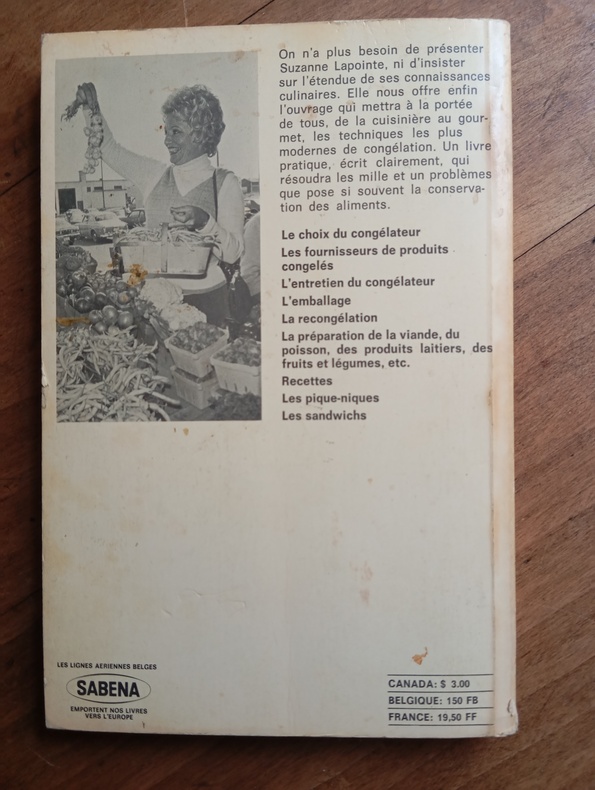 On n'a plus besoin de présenter
Suzanne Lapointe, ni d'insister
sur l'étendue de ses connaissances
culinaires. Elle nous offre enfin
l'ouvrage qui mettra à la portée
de tous, de la cuisinière au gour-
met, les techniques les plus
modernes de congélation. Un livre
pratique, écrit clairement, qui
résoudra les mille et un problèmes
que pose si souvent la conserva-
tion des aliments.
Le choix du congélateur
Les fournisseurs de produits
congelés
L'entretien du congélateur
L'emballage
La recongélation
La préparation de la viande, du
poisson, des produits laitiers, des
fruits et légumes, etc.
Recettes
Les pique-niques
Les sandwichs
LES LIGNES AERIENNES BELGES
SABENA
EMPORTENT NOS LIVRES
VERS L'EUROPE
CANADA: $ 3.00
BELGIQUE: 150 FB
FRANCE: 19,50 FF